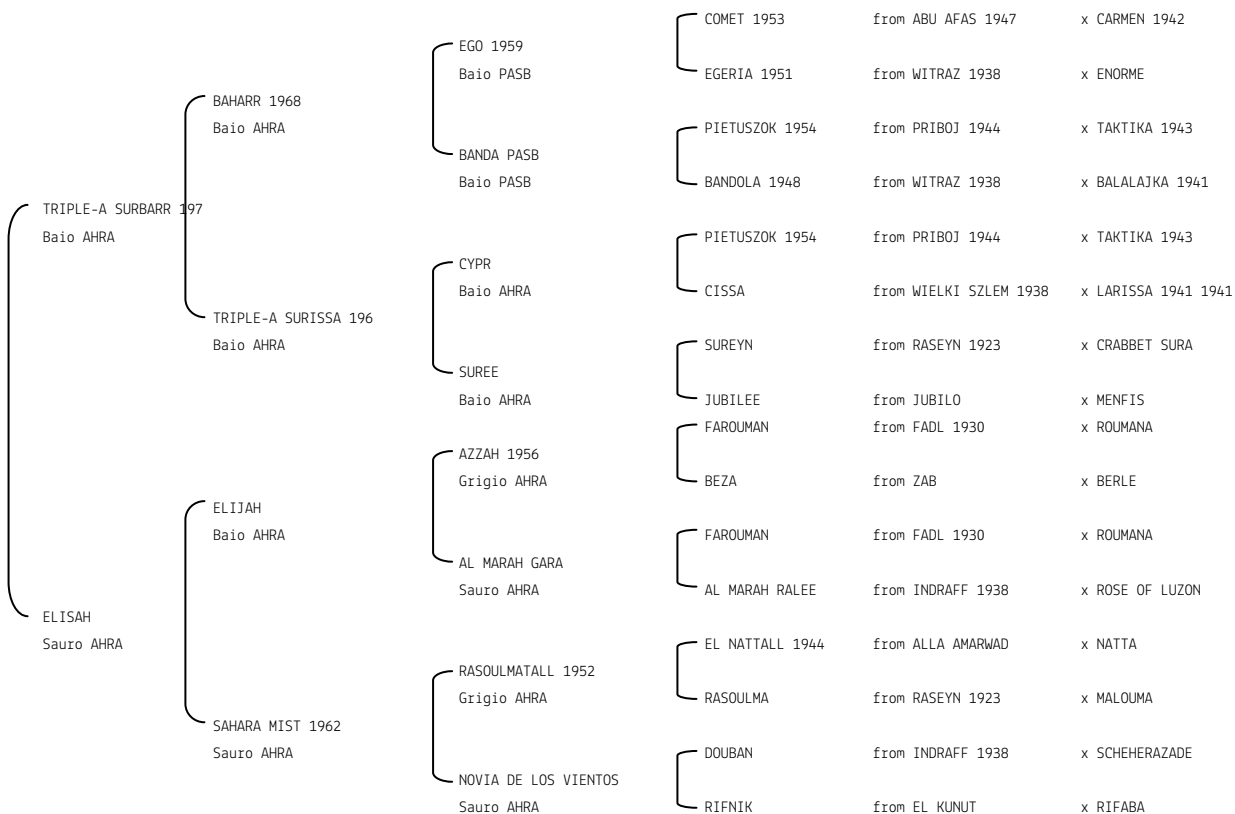 COMET 1953 from ABU AFAS 1947 x CARMEN 1942
EGO 1959
Baio PASB EGERIA 1951 from WITRAZ 1938 x ENORME
BAHARR 1968
Baio AHRA PIETUSZOK 1954 from PRIBOJ 1944 x TAKTIKA 1943
BANDA PASB
Baio PASB BANDOLA 1948 from WITRAZ 1938 x BALALAJKA 1941
TRIPLE-A SURBARR 197
Baio AHRA PIETUSZOK 1954 from PRIBOJ 1944 x TAKTIKA 1943
CYPR
Baio AHRA CISSA from WIELKI SZLEM 1938 x LARISSA 1941 1941
TRIPLE-A SURISSA 196
Baio AHRA SUREYN from RASEYN 1923 x CRABBET SURA
SUREE
Baio AHRA JUBILEE from JUBILO x MENFIS
FAROUMAN from FADL 1930 x ROUMANA
AZZAH 1956
Grigio AHRA BEZA from ZAB x BERLE
ELIJAH
Baio AHRA FAROUMAN from FADL 1930 x ROUMANA
AL MARAH GARA
Sauro AHRA AL MARAH RALEE from INDRAFF 1938 x ROSE OF LUZON
ELISAH
Sauro AHRA EL NATTALL 1944 from ALLA AMARWAD x NATTA
RASOULMATALL 1952
Grigio AHRA RASOULMA from RASEYN 1923 x MALOUMA
SAHARA MIST 1962
Sauro AHRA DOUBAN from INDRAFF 1938 x SCHEHERAZADE
NOVIA DE LOS VIENTOS
Sauro AHRA RIFNIK from EL KUNUT x RIFABA